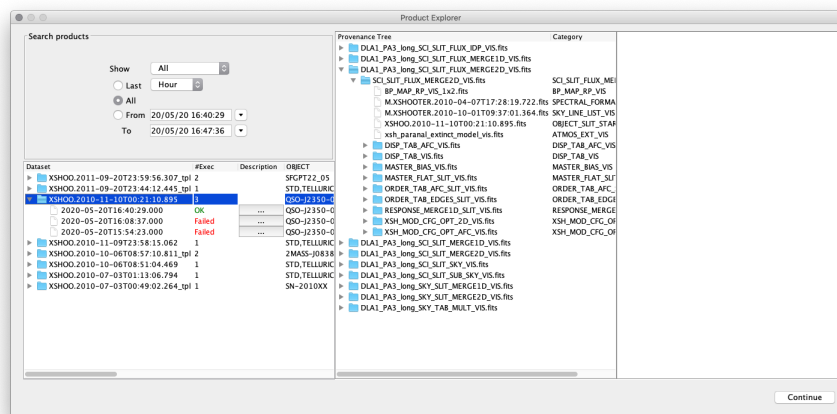 Product Explorer
Search products
Show All
Last Hour
All
From 20/05/20 16:40:29
To 20/05/20 16:47:36
Dataset #Exec Description OBJECT
XSHOO.2011-09-20T23:59:56.307_tpl 2 SFGPT22_05
XSHOO.2011-09-20T23:44:12.445_tpl 1 STD,TELLURIC
XSHOO.2010-11-10T00:21:10.895 3 QSO-J2350-0
2020-05-20T16:40:29.000 OK ... QSO-J2350-0
2020-05-20T16:08:37.000 Failed ... QSO-J2350-0
2020-05-20T15:54:23.000 Failed ... QSO-J2350-0
XSHOO.2010-11-09T23:58:15.062 1 STD,TELLURIC
XSHOO.2010-10-06T08:57:10.811_tpl 2 2MASS-J0838
XSHOO.2010-10-06T08:51:04.469 1 STD,TELLURIC
XSHOO.2010-07-03T01:13:06.794 1 STD,TELLURIC
XSHOO.2010-07-03T00:49:02.264_tpl 1 SN-2010XX
Provenance Tree Category
DLA1_PA3_long_SCI_SLIT_FLUX_IDP_VIS.fits
DLA1_PA3_long_SCI_SLIT_FLUX_MERGE1D_VIS.fits
DLA1_PA3_long_SCI_SLIT_FLUX_MERGE2D_VIS.fits
SCI_SLIT_FLUX_MERGE2D_VIS.fits SCI_SLIT_FLUX_MEI
BP_MAP_RP_VIS_1x2.fits BP_MAP_RP_VIS
M.XSHOOTER.2010-04-07T17:28:19.722.fits SPECTRAL_FORMA
M.XSHOOTER.2010-10-01T09:37:01.364.fits SKY_LINE_LIST_VIS
XSHOO.2010-11-10T00:21:10.895.fits OBJECT_SLIT_STAR
xsh_paranal_extinct_model_vis.fits ATMOS_EXT_VIS
DISP_TAB_AFC_VIS.fits DISP_TAB_AFC_VIS
DISP_TAB_VIS.fits DISP_TAB_VIS
MASTER_BIAS_VIS.fits MASTER_BIAS_VIS
MASTER_FLAT_SLIT_VIS.fits MASTER_FLAT_SLIT
ORDER_TAB_AFC_SLIT_VIS.fits ORDER_TAB_AFC_
ORDER_TAB_EDGES_SLIT_VIS.fits ORDER_TAB_EDGE
RESPONSE_MERGE1D_SLIT_VIS.fits RESPONSE_MERGE
XSH_MOD_CFG_OPT_2D_VIS.fits XSH_MOD_CFG_OF
XSH_MOD_CFG_OPT_AFC_VIS.fits XSH_MOD_CFG_OF
DLA1_PA3_long_SCI_SLIT_MERGE1D_VIS.fits
DLA1_PA3_long_SCI_SLIT_MERGE2D_VIS.fits
DLA1_PA3_long_SCI_SLIT_SKY_VIS.fits
DLA1_PA3_long_SCI_SLIT_SUB_SKY_VIS.fits
DLA1_PA3_long_SKY_SLIT_MERGE1D_VIS.fits
DLA1_PA3_long_SKY_SLIT_MERGE2D_VIS.fits
DLA1_PA3_long_SKY_TAB_MULT_VIS.fits
Continue